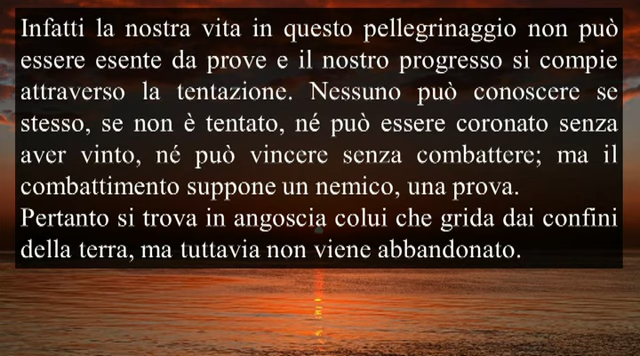 Infatti la nostra vita in questo pellegrinaggio non può
essere esente da prove e il nostro progresso si compie
attraverso la tentazione. Nessuno può conoscere se
stesso, se non è tentato, né può essere coronato senza
aver vinto, né può vincere senza combattere; ma il
combattimento suppone un nemico, una prova.
Pertanto si trova in angoscia colui che grida dai confini
della terra, ma tuttavia non viene abbandonato.